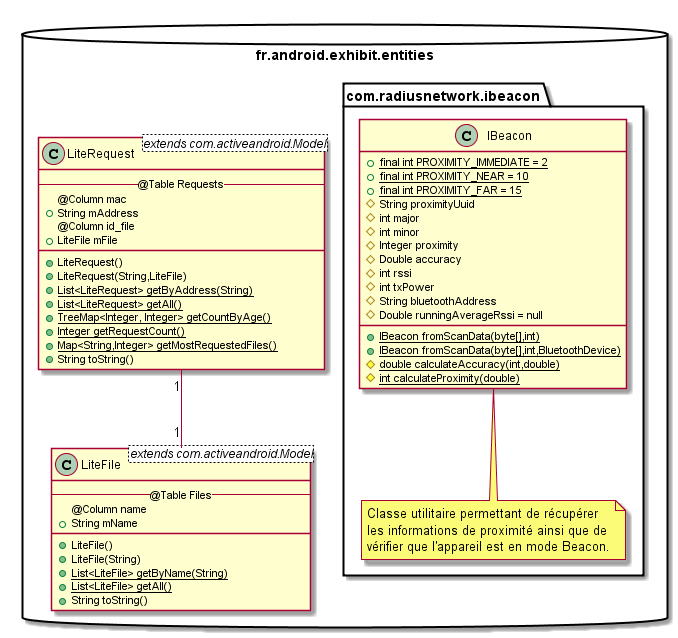 fr.android.exhibit.entities
extends com.activeandroid.Model
C LiteRequest
@Table Requests
@Column mac
String mAddress
@Column id_file
LiteFile mFile
LiteRequest()
LiteRequest(String,LiteFile)
List<LiteRequest> getByAddress(String)
List<LiteRequest> getAll()
TreeMap<Integer, Integer> getCountByAge()
Integer getRequestCount()
Map<String,Integer> getMostRequestedFiles()
String toString()
1
1
extends com.activeandroid.Model
C LiteFile
@Table Files
@Column name
String mName
LiteFile()
LiteFile(String)
List<LiteFile> getByName(String)
List<LiteFile> getAll()
String toString()
com.radiusnetwork.ibeacon
C IBeacon
final int PROXIMITY_IMMEDIATE = 2
final int PROXIMITY_NEAR = 10
final int PROXIMITY_FAR = 15
String proximityUuid
int major
int minor
Integer proximity
Double accuracy
int rssi
int txPower
String bluetoothAddress
Double runningAverageRssi = null
IBeacon fromScanData(byte[],int)
IBeacon fromScanData(byte[],int,BluetoothDevice)
double calculateAccuracy(int,double)
int calculateProximity(double)
Classe utilitaire permettant de récupérer
les informations de proximité ainsi que de
vérifier que l'appareil est en mode Beacon.